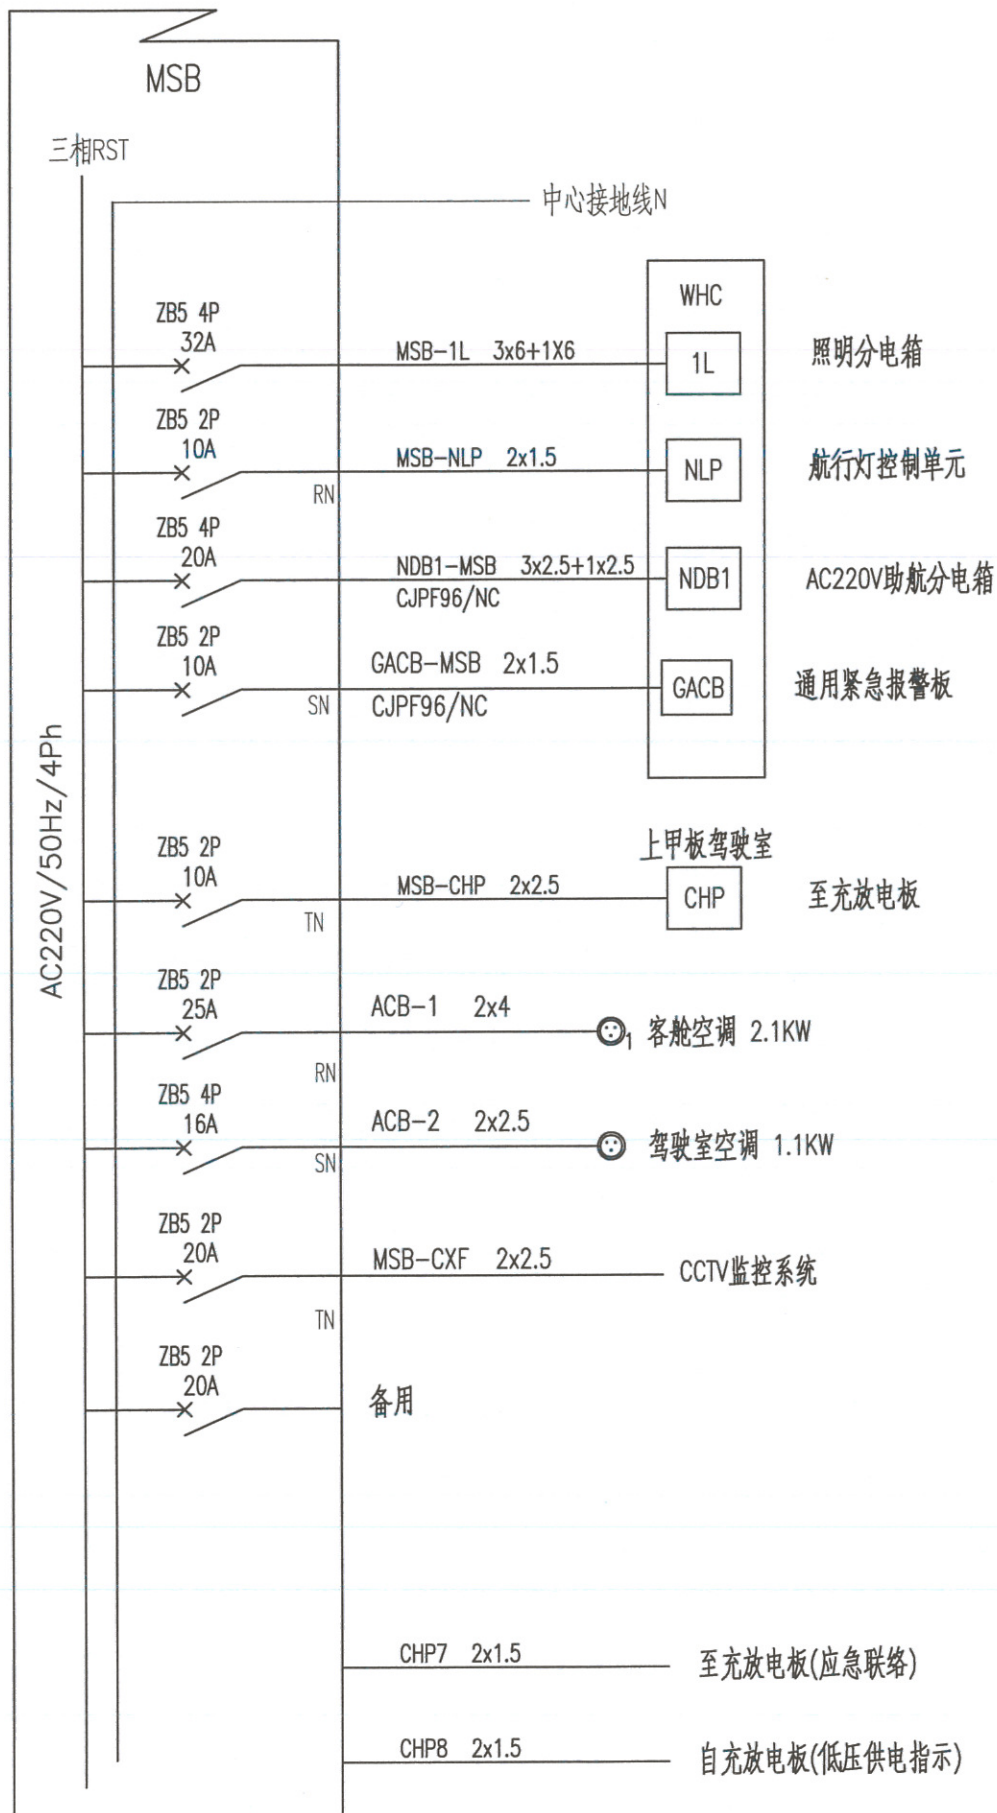 MSB
三相RST
中心接地线N
WHC
ZB5 4P
32A
MSB-1L 3x6+1X6
1L
照明分电箱
ZB5 2P
10A
MSB-NLP 2x1.5
NLP
航行灯控制单元
RN
ZB5 4P
20A
NDB1-MSB 3x2.5+1x2.5
CJPF96/NC
NDB1
AC220V助航分电箱
ZB5 2P
10A
GACB-MSB 2x1.5
CJPF96/NC
GACB
通用紧急报警板
SN
AC220V/50Hz/4Ph
上甲板驾驶室
ZB5 2P
10A
MSB-CHP 2x2.5
CHP
至充放电板
TN
ZB5 2P
25A
ACB-1 2x4
1
客舱空调 2.1KW
RN
ZB5 4P
16A
ACB-2 2x2.5
驾驶室空调 1.1KW
SN
ZB5 2P
20A
MSB-CXF 2x2.5
CCTV监控系统
TN
ZB5 2P
20A
备用
CHP7 2x1.5
至充放电板(应急联络)
CHP8 2x1.5
自充放电板(低压供电指示)